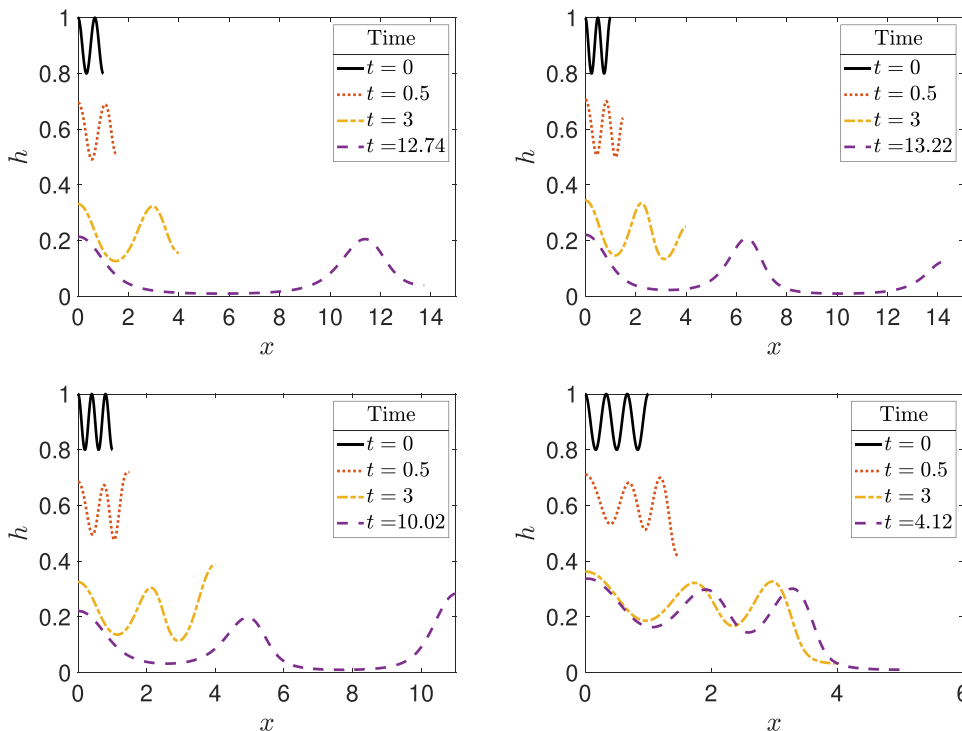 1
0.8
0.6
0.4
0.2
0
h
0 2 4 6 8 10 12 14
x
Time
t = 0
t = 0.5
t = 3
t =12.74
1
0.8
0.6
0.4
0.2
0
h
0 2 4 6 8 10 12 14
x
Time
t = 0
t = 0.5
t = 3
t =13.22
1
0.8
0.6
0.4
0.2
0
h
0 2 4 6 8 10
x
Time
t = 0
t = 0.5
t = 3
t =10.02
1
0.8
0.6
0.4
0.2
0
h
0 2 4 6
x
Time
t = 0
t = 0.5
t = 3
t =4.12